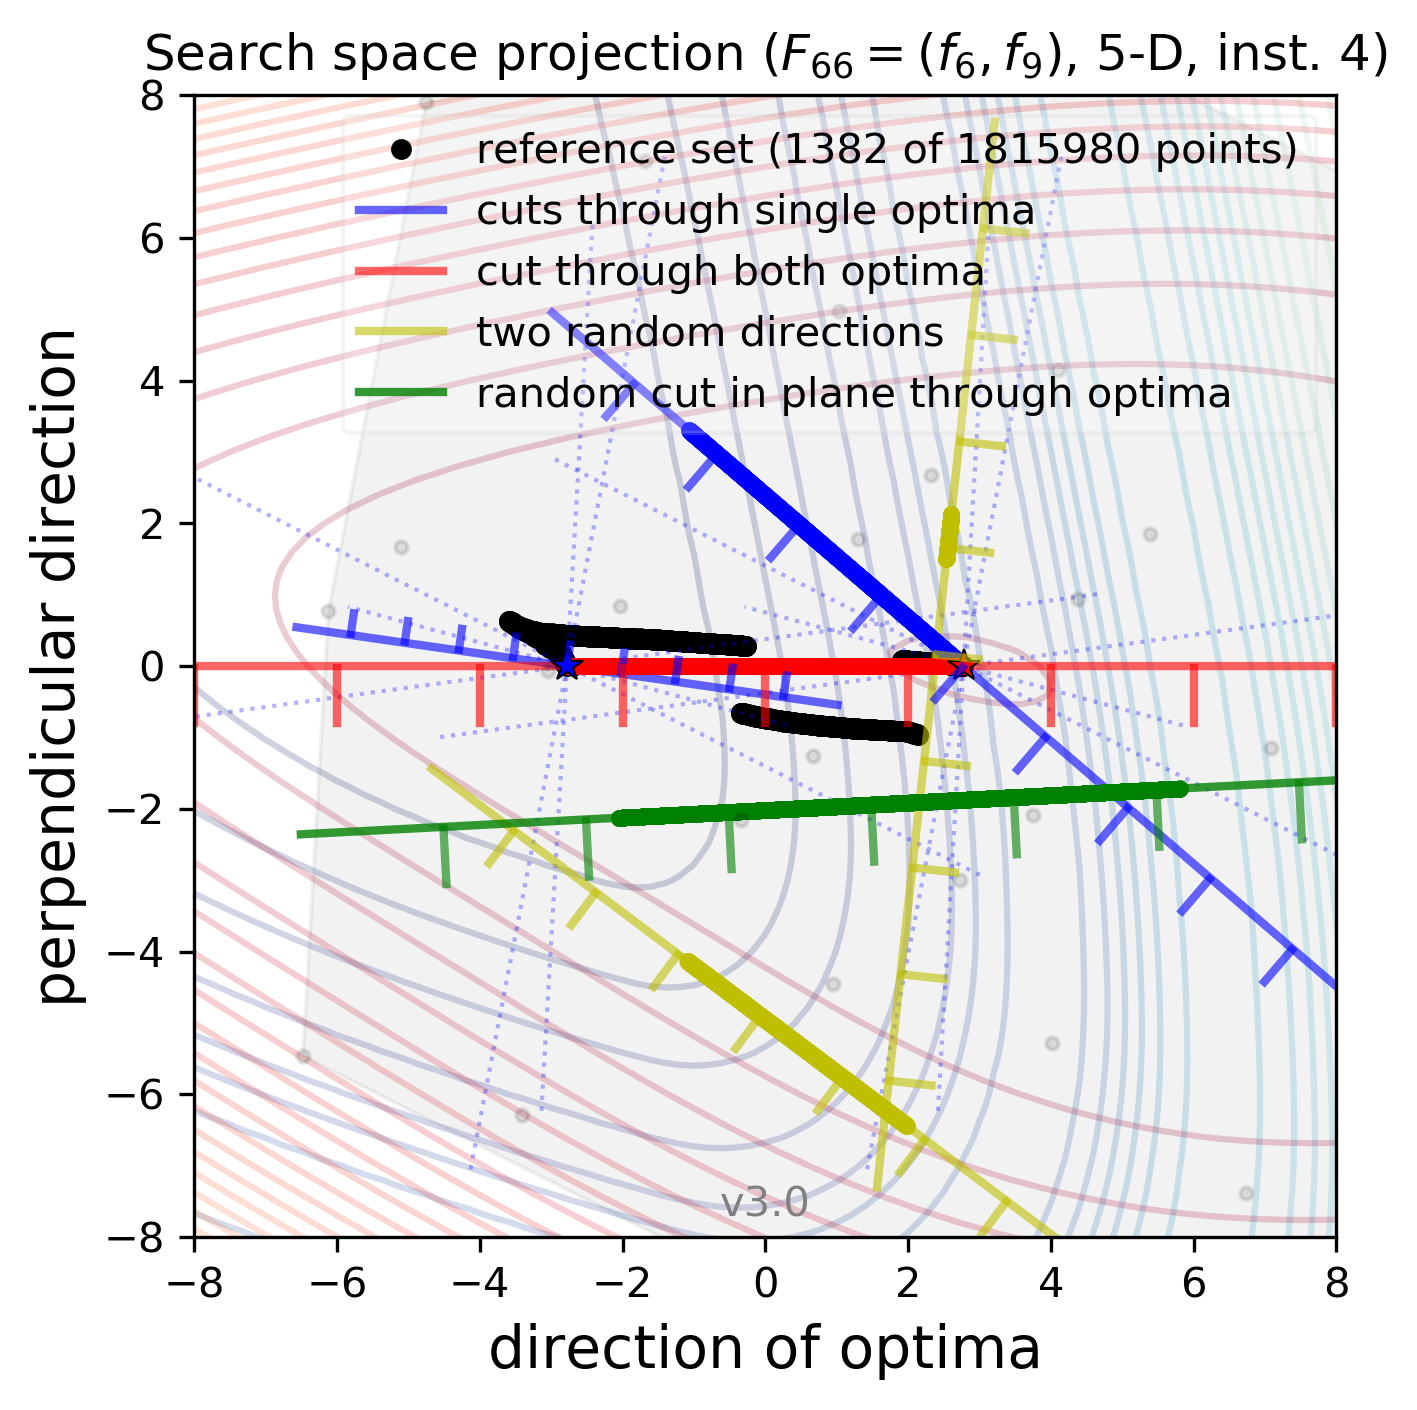 Search space projection (F₆₆ = (f₆, f₉), 5-D, inst. 4)
reference set (1382 of 1815980 points)
cuts through single optima
cut through both optima
two random directions
random cut in plane through optima
8
6
4
2
0
−2
−4
−6
−8
perpendicular direction
v3.0
−8 −6 −4 −2 0 2 4 6 8
direction of optima